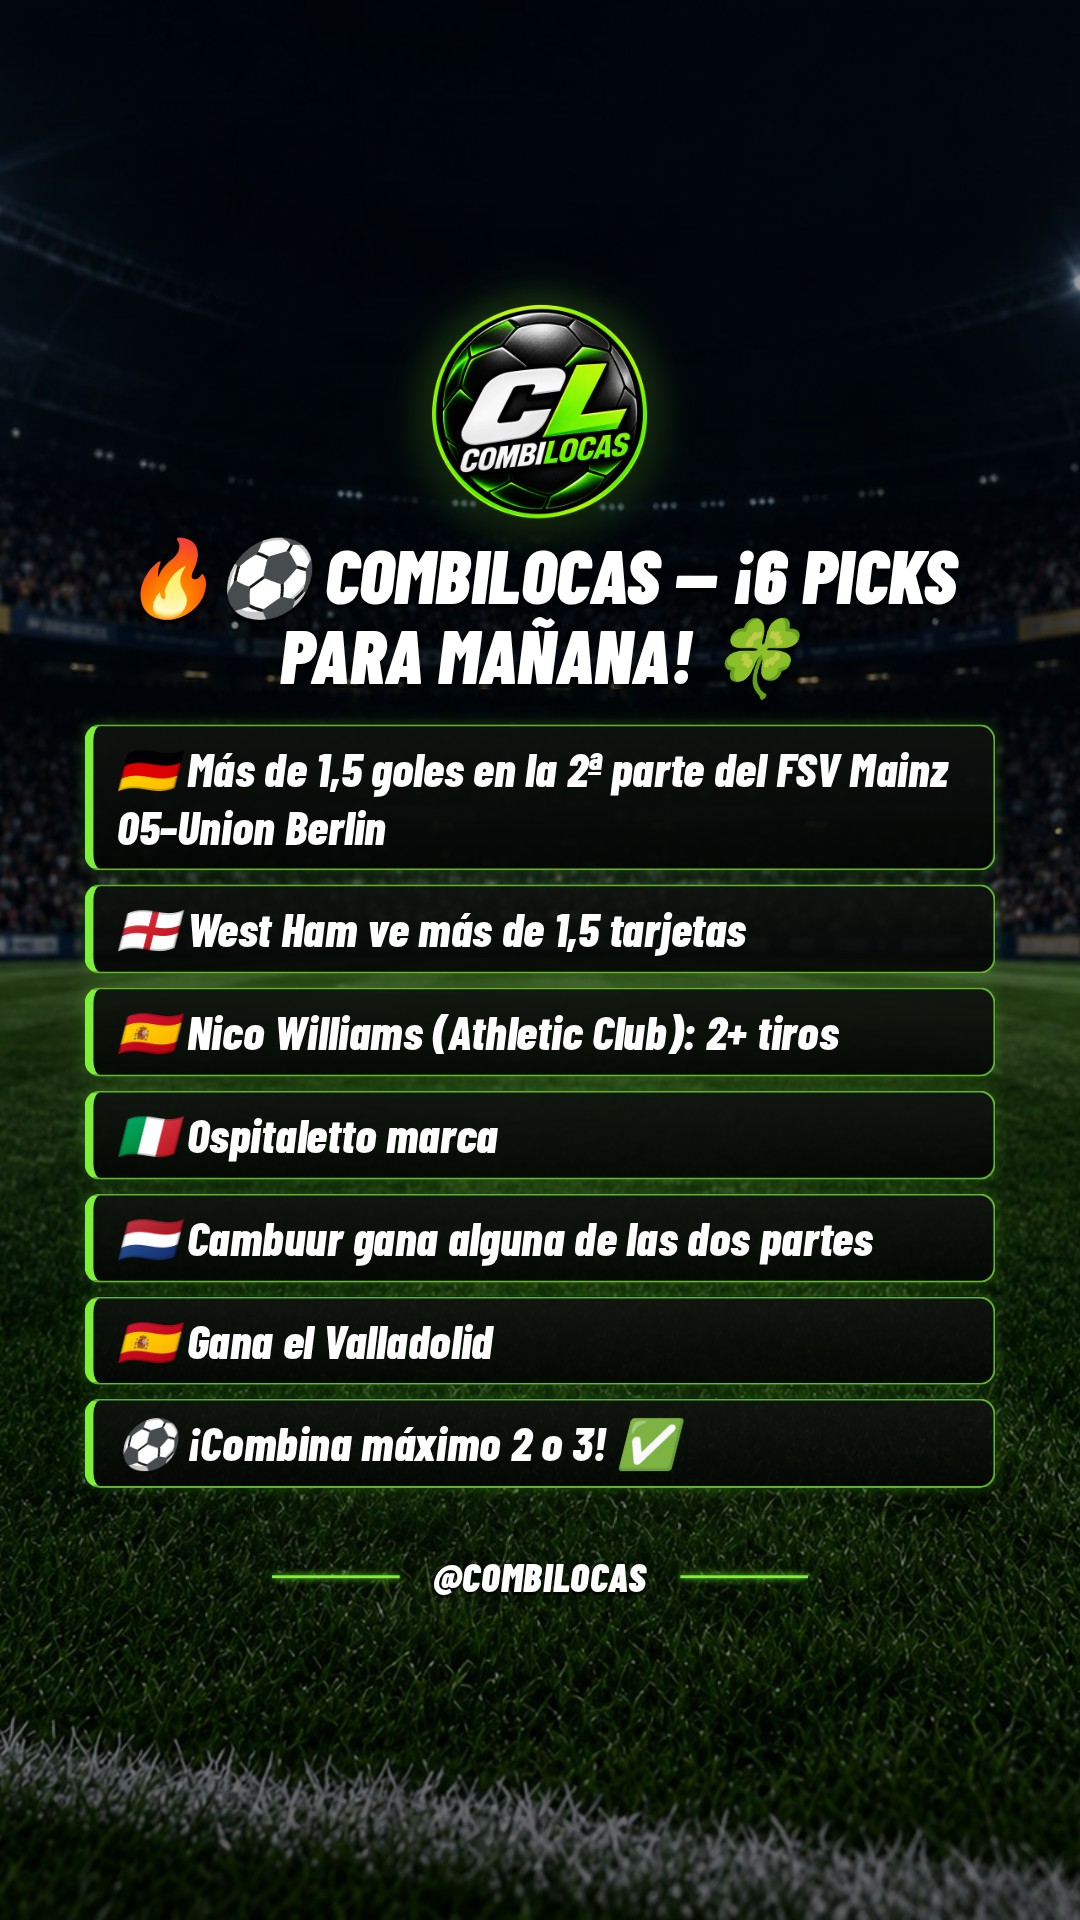 CL
COMBILOCAS
🔥⚽ COMBILOCAS – ¡6 PICKS
PARA MAÑANA! 🍀
🇩🇪 Más de 1,5 goles en la 2ª parte del FSV Mainz
05-Union Berlin
🏴󠁧󠁢󠁥󠁮󠁧󠁿 West Ham ve más de 1,5 tarjetas
🇪🇸 Nico Williams (Athletic Club): 2+ tiros
🇮🇹 Ospitaletto marca
🇳🇱 Cambuur gana alguna de las dos partes
🇪🇸 Gana el Valladolid
⚽ ¡Combina máximo 2 o 3! ✅
@COMBILOCAS